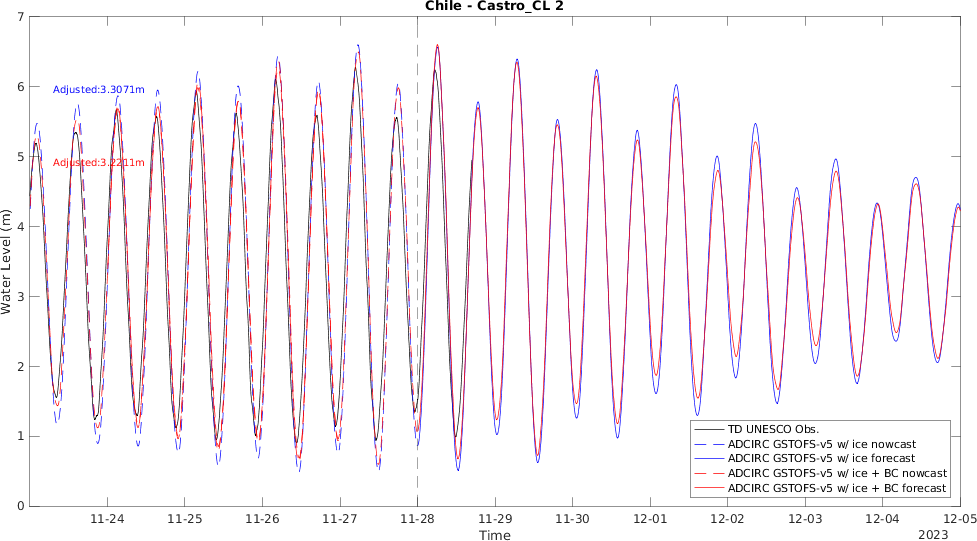 Chile - Castro_CL 2
7
6
5
4
3
2
1
0
Water Level (m)
Adjusted:3.3071m
Adjusted:3.2211m
TD UNESCO Obs.
ADCIRC GSTOFS-v5 w/ ice nowcast
ADCIRC GSTOFS-v5 w/ ice forecast
ADCIRC GSTOFS-v5 w/ ice + BC nowcast
ADCIRC GSTOFS-v5 w/ ice + BC forecast
11-24 11-25 11-26 11-27 11-28 11-29 11-30 12-01 12-02 12-03 12-04 12-05
Time
2023